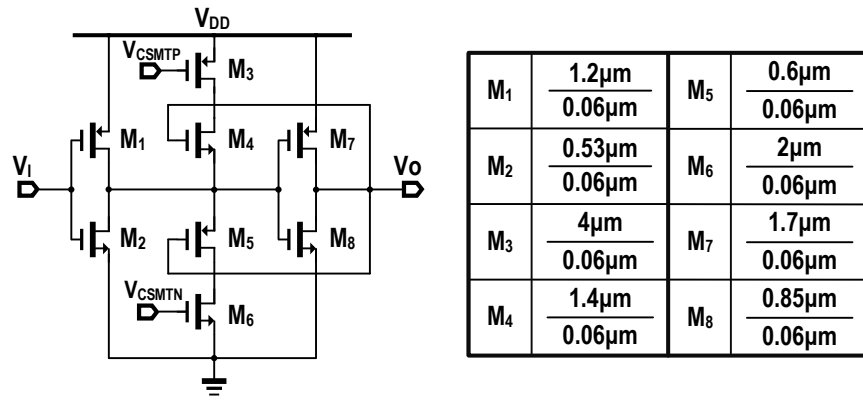 VDD
VCSMTP
M3
M1
M4
M7
VI
Vo
M2
M5
M8
VCSMTN
M6
M1 1.2µm/0.06µm M5 0.6µm/0.06µm
M2 0.53µm/0.06µm M6 2µm/0.06µm
M3 4µm/0.06µm M7 1.7µm/0.06µm
M4 1.4µm/0.06µm M8 0.85µm/0.06µm